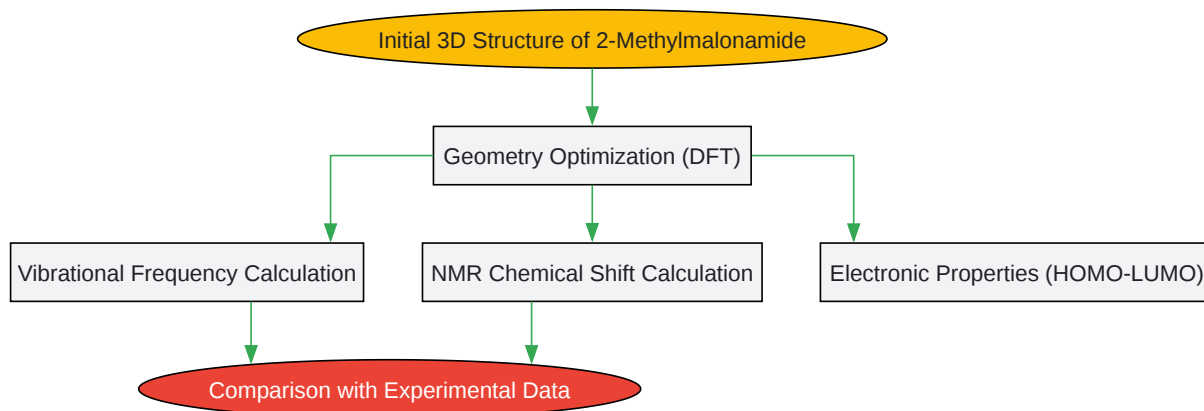 Initial 3D Structure of 2-Methylmalonamide
Geometry Optimization (DFT)
Vibrational Frequency Calculation
NMR Chemical Shift Calculation
Electronic Properties (HOMO-LUMO)
Comparison with Experimental Data